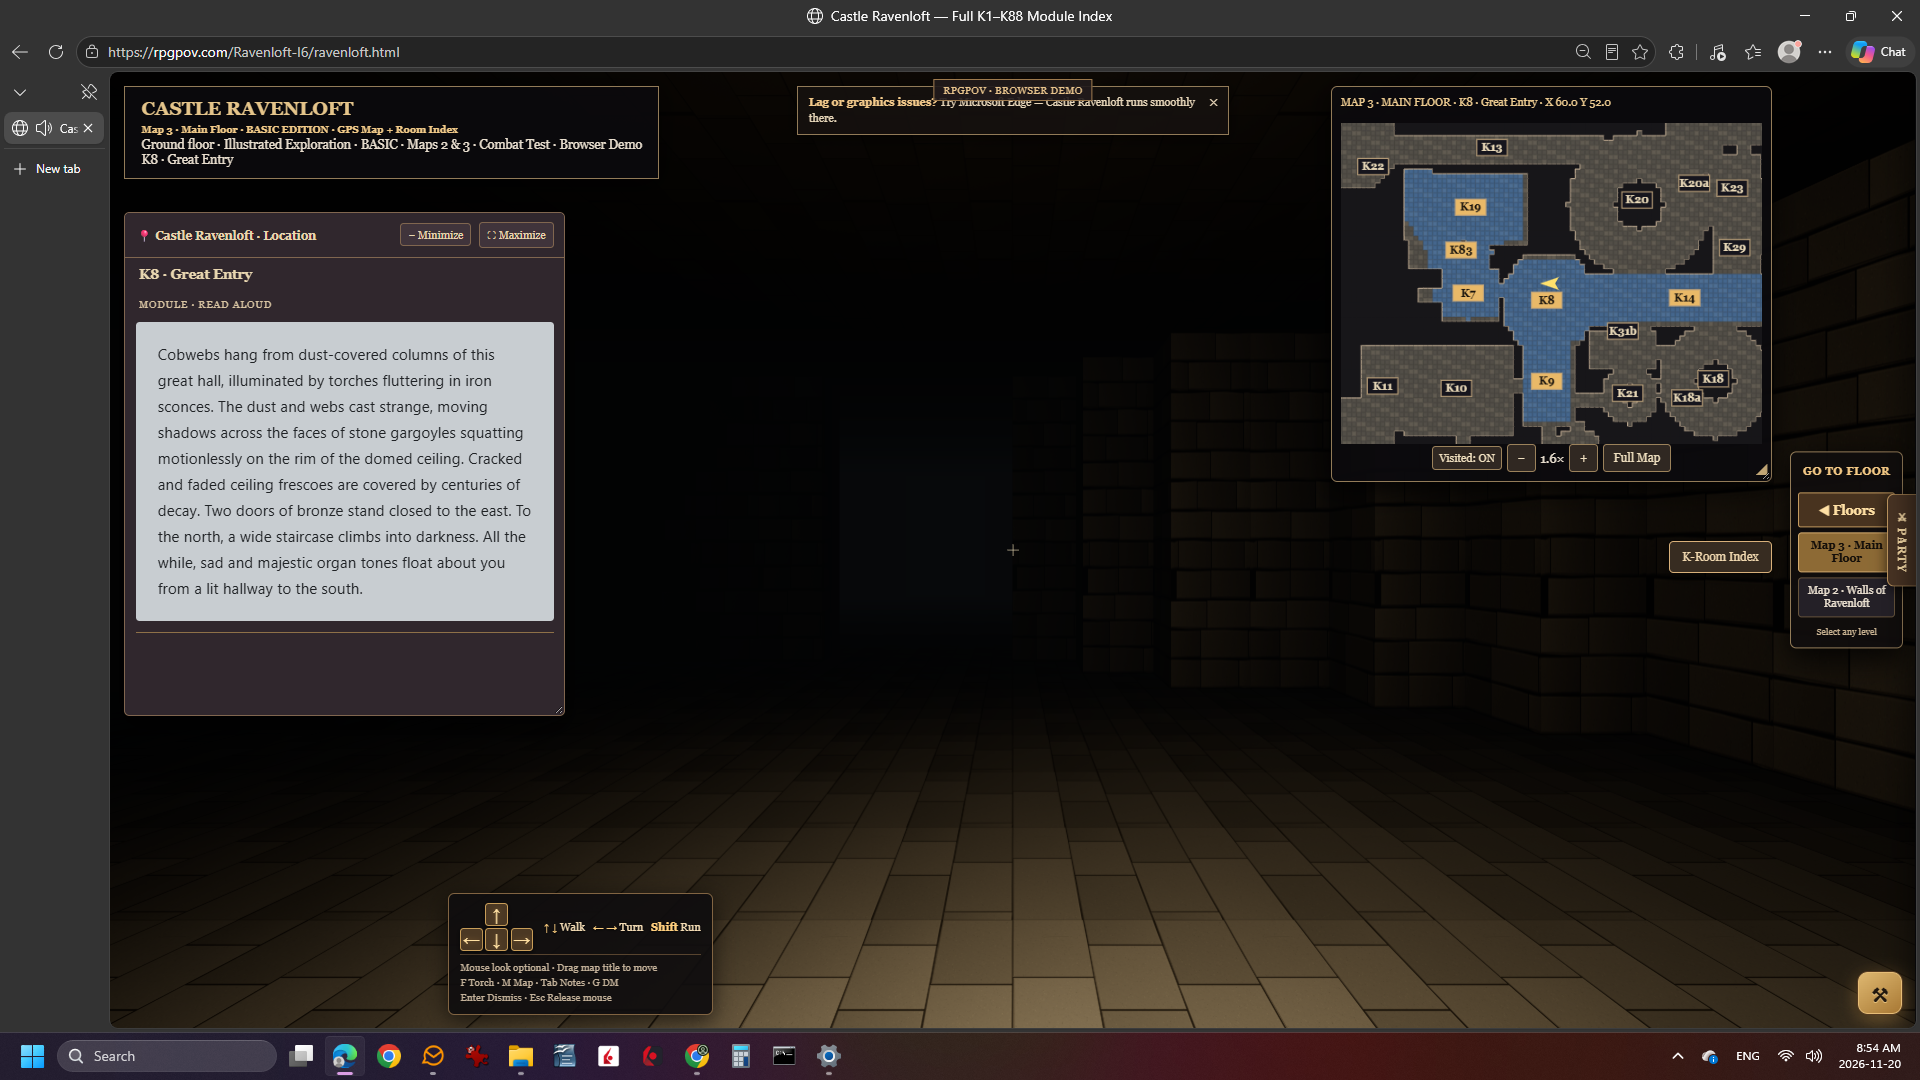 Castle Ravenloft — Full K1–K88 Module Index
https://rpgpov.com/Ravenloft-I6/ravenloft.html
Chat
Cas
New tab
CASTLE RAVENLOFT
Map 3 · Main Floor · BASIC EDITION · GPS Map + Room Index
Ground floor · Illustrated Exploration · BASIC · Maps 2 & 3 · Combat Test · Browser Demo
K8 · Great Entry
RPGPOV · BROWSER DEMO
Lag or graphics issues? Try Microsoft Edge — Castle Ravenloft runs smoothly
there.
MAP 3 · MAIN FLOOR · K8 · Great Entry · X 60.0 Y 52.0
K13
K22
K20a
K23
K20
K19
K29
K83
K7
K8
K14
K31b
K9
K11
K10
K18
K21
K18a
Visited: ON
−
1.6×
+
Full Map
Castle Ravenloft · Location
− Minimize
Maximize
K8 · Great Entry
MODULE · READ ALOUD
Cobwebs hang from dust-covered columns of this
great hall, illuminated by torches fluttering in iron
sconces. The dust and webs cast strange, moving
shadows across the faces of stone gargoyles squatting
motionlessly on the rim of the domed ceiling. Cracked
and faded ceiling frescoes are covered by centuries of
decay. Two doors of bronze stand closed to the east. To
the north, a wide staircase climbs into darkness. All the
while, sad and majestic organ tones float about you
from a lit hallway to the south.
GO TO FLOOR
◀ Floors
Map 3 · Main
Floor
Map 2 · Walls of
Ravenloft
Select any level
PARTY
K-Room Index
↑
← ↓ →
↑↓ Walk ←→ Turn Shift Run
Mouse look optional · Drag map title to move
F Torch · M Map · Tab Notes · G DM
Enter Dismiss · Esc Release mouse
Search
ENG
8:54 AM
2026-11-20